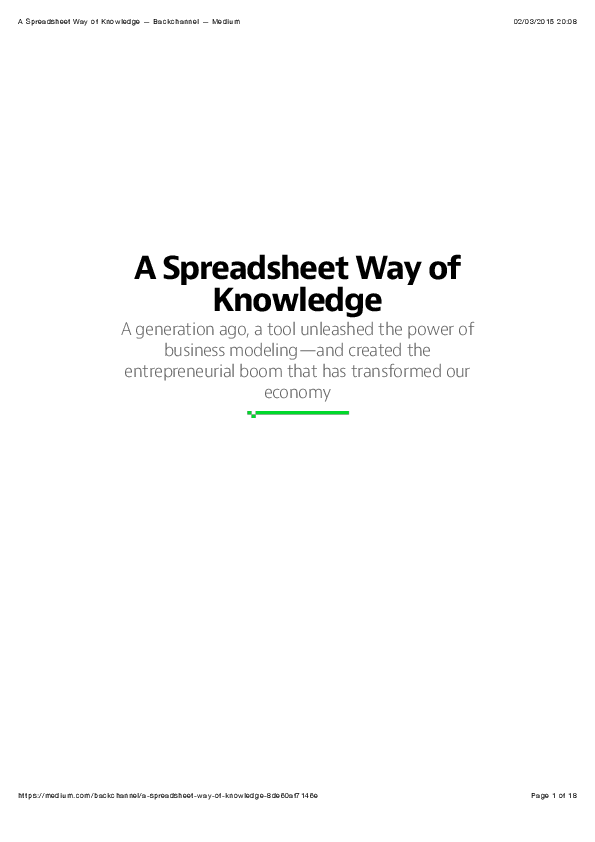 A Spreadsheet Way of Knowledge — Backchannel — Medium
02/03/2015 20:08
A Spreadsheet Way of
Knowledge
A generation ago, a tool unleashed the power of
business modeling — and created the
entrepreneurial boom that has transformed our
economy
https://medium.com/backchannel/a-spreadsheet-way-of-knowledge-8de60af7146e
Page 1 of 18